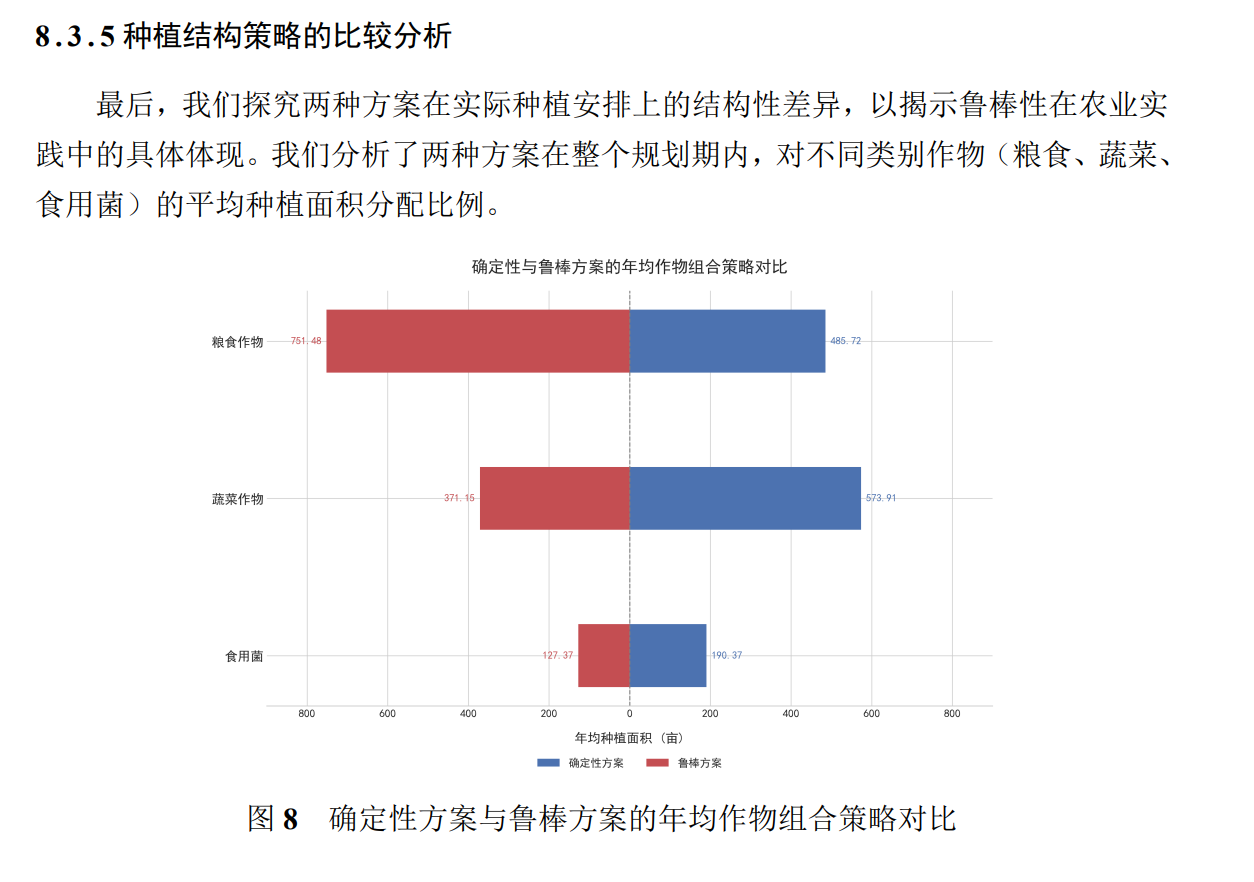 8.3.5 种植结构策略的比较分析
最后，我们探究两种方案在实际种植安排上的结构性差异，以揭示鲁棒性在农业实
践中的具体体现。我们分析了两种方案在整个规划期内，对不同类别作物（粮食、蔬菜、
食用菌）的平均种植面积分配比例。
确定性与鲁棒方案的年均作物组合策略对比
粮食作物 751.48 485.72
蔬菜作物 371.15 573.91
食用菌 127.37 190.37
800 600 400 200 0 200 400 600 800
年均种植面积（亩）
确定性方案 鲁棒方案
图 8 确定性方案与鲁棒方案的年均作物组合策略对比